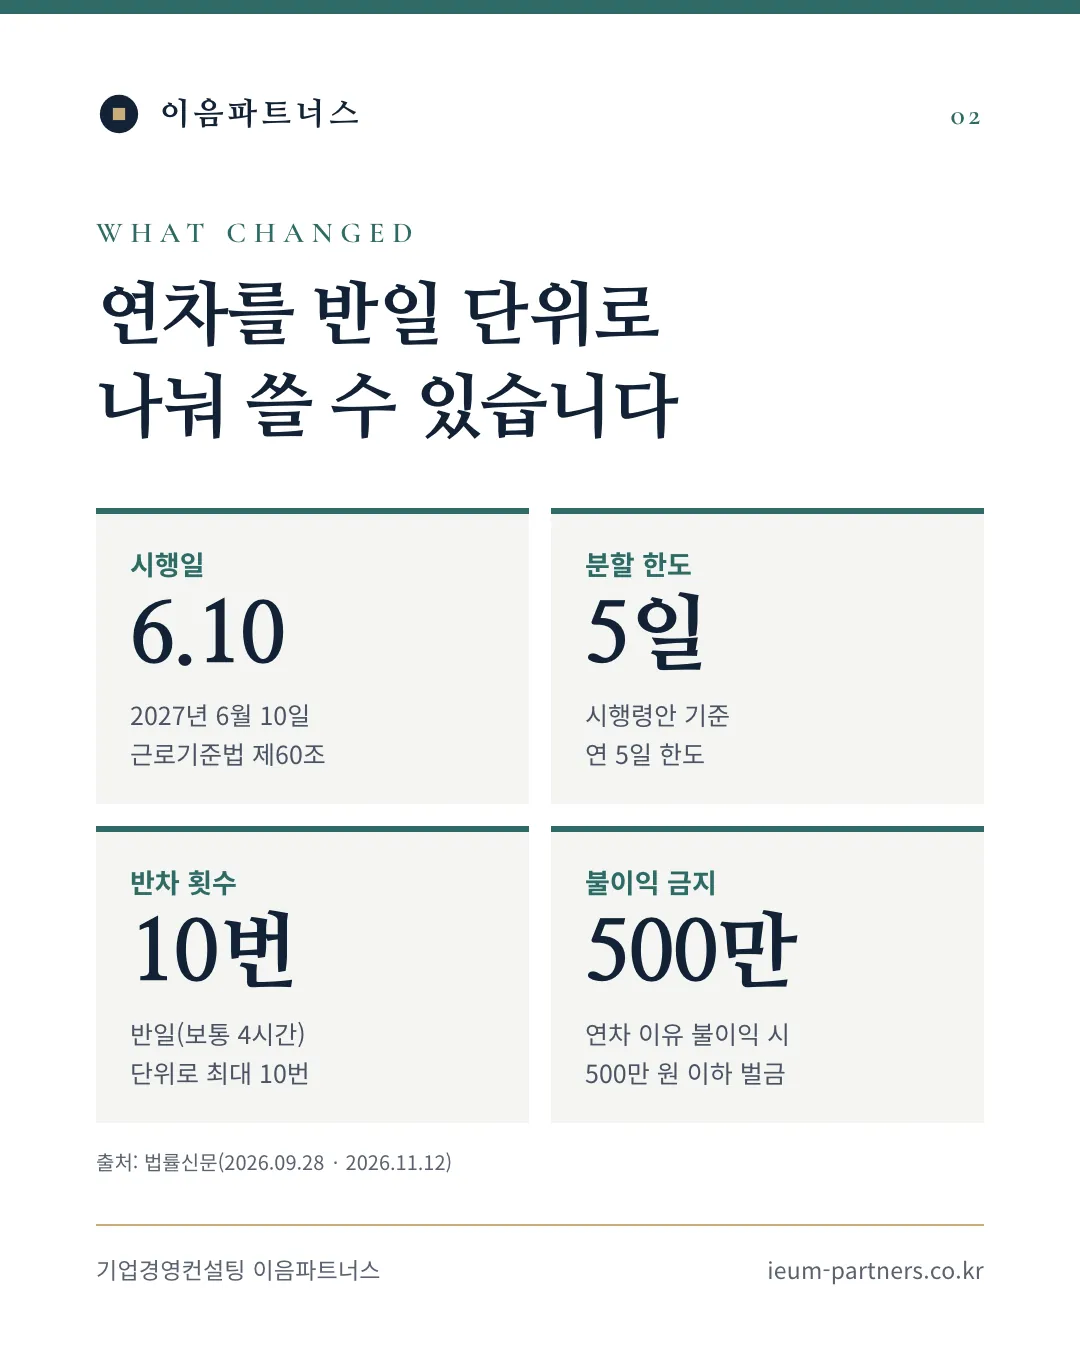 이음파트너스
02
WHAT CHANGED
연차를 반일 단위로
나눠 쓸 수 있습니다
시행일
6.10
2027년 6월 10일
근로기준법 제60조
분할 한도
5일
시행령안 기준
연 5일 한도
반차 횟수
10번
반일(보통 4시간)
단위로 최대 10번
불이익 금지
500만
연차 이유 불이익 시
500만 원 이하 벌금
출처: 법률신문(2026.09.28 · 2026.11.12)
기업경영컨설팅 이음파트너스
ieum-partners.co.kr